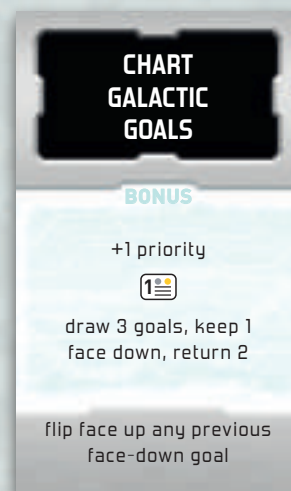 CHART
GALACTIC
GOALS
BONUS
+1 priority
1
draw 3 goals, keep 1
face down, return 2
flip face up any previous
face-down goal